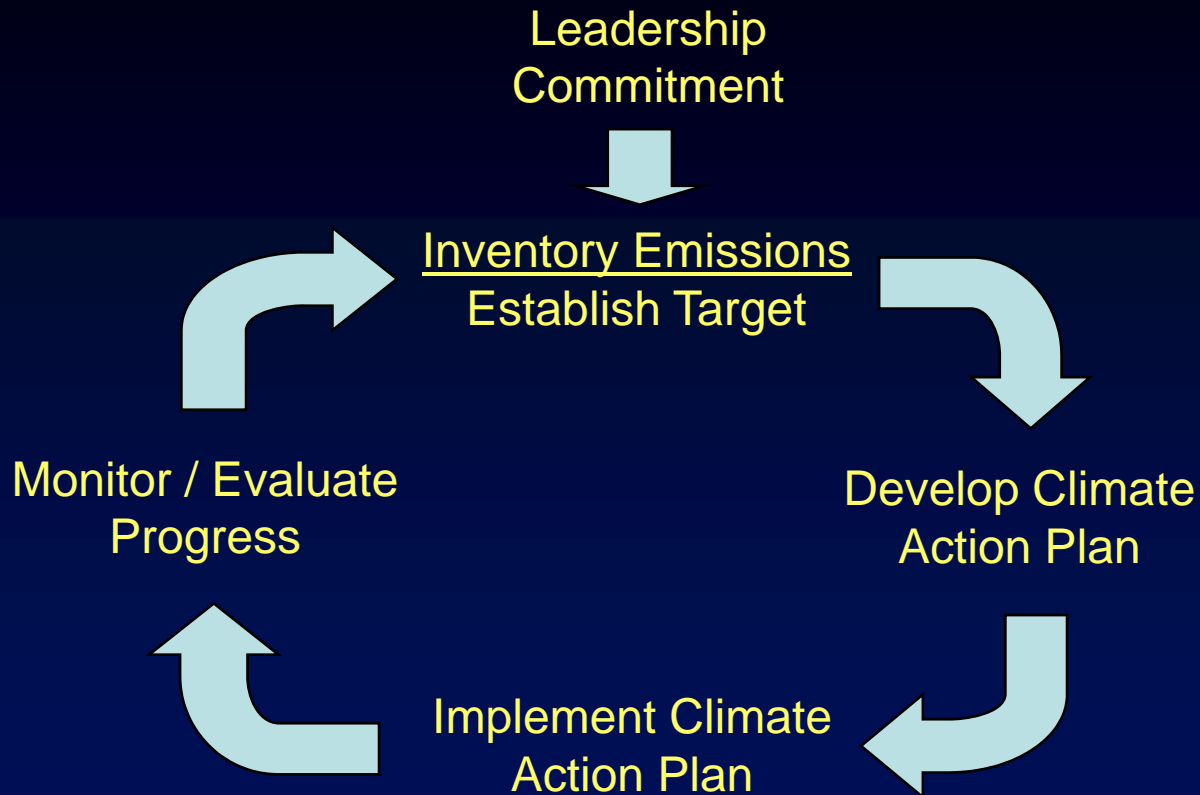 Leadership
Commitment
Inventory Emissions
Establish Target
Develop Climate
Action Plan
Implement Climate
Action Plan
Monitor / Evaluate
Progress